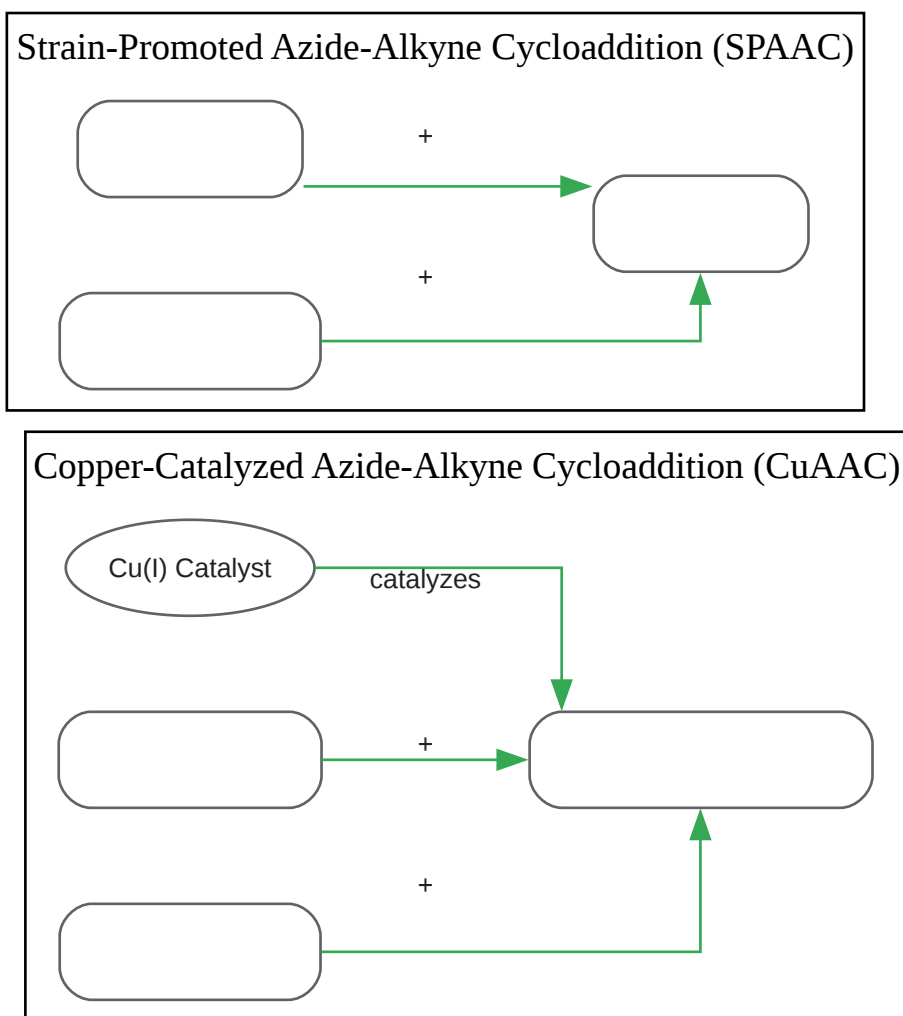 Strain-Promoted Azide-Alkyne Cycloaddition (SPAAC)
+
+
Copper-Catalyzed Azide-Alkyne Cycloaddition (CuAAC)
Cu(I) Catalyst
catalyzes
+
+